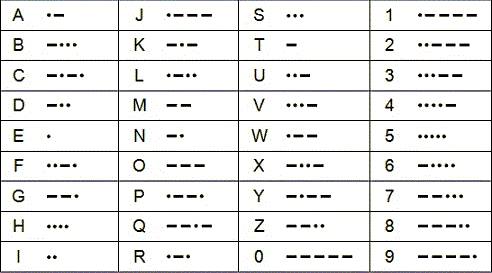 A •– J •––– S ••• 1 •––––
B –••• K –•– T – 2 ••–––
C –•–• L •–•• U ••– 3 •••––
D –•• M –– V •••– 4 ••••–
E • N –• W •–– 5 •••••
F ••–• O ––– X –••– 6 –••••
G ––• P •––• Y –•–– 7 ––•••
H •••• Q ––•– Z ––•• 8 –––••
I •• R •–• 0 ––––– 9 ––––•